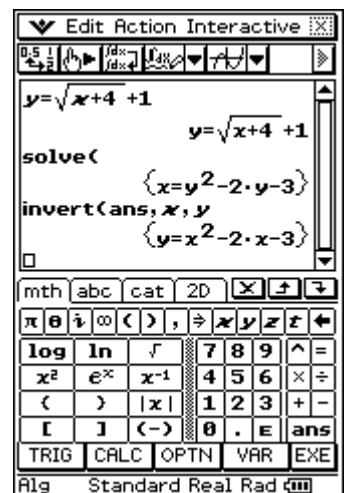 Edit Action Interactive
y=√x+4 +1
y=√x+4 +1
solve(
{x=y²-2·y-3}
invert(ans,x,y
{y=x²-2·x-3}
mth abc cat 2D
π θ i ∞ ( ) , ⇒ x y z t ←
log ln √ 7 8 9 ^ =
x² eˣ x⁻¹ 4 5 6 × ÷
( ) |x| 1 2 3 + -
[ ] (-) 0 . E ans
TRIG CALC OPTN VAR EXE
Alg Standard Real Rad